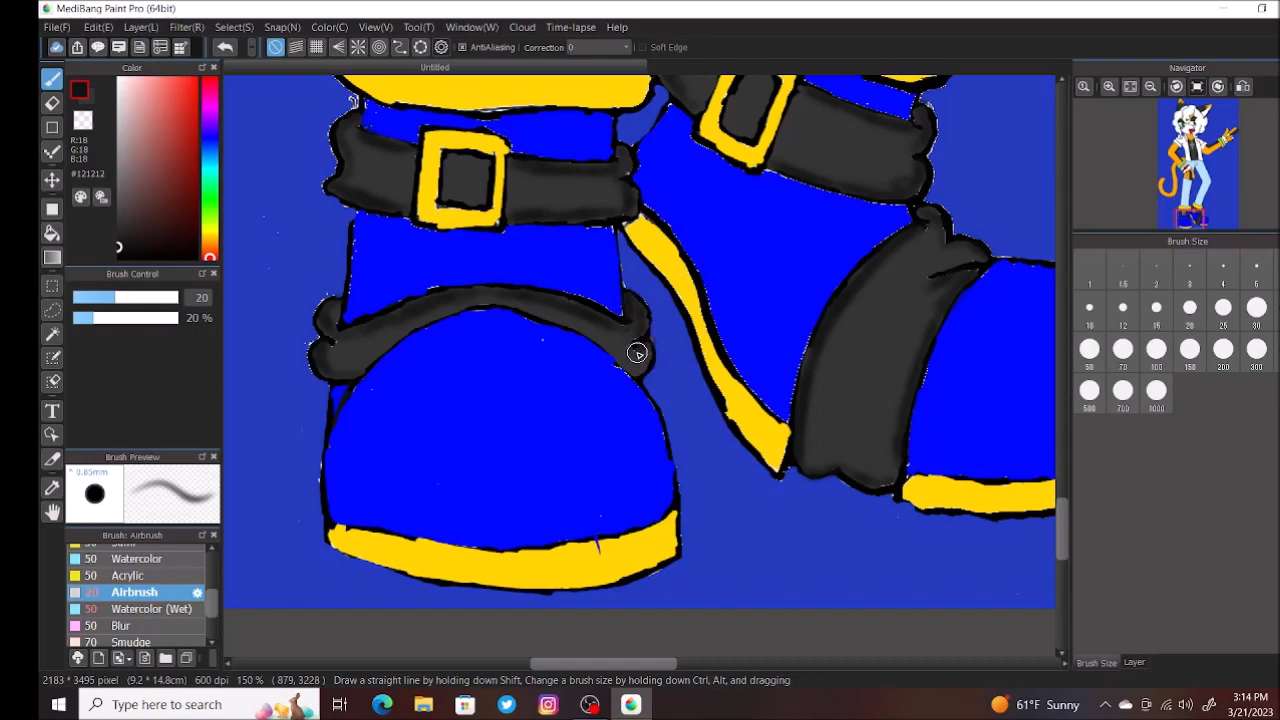 MediBang Paint Pro (64bit)
File(F) Edit(E) Layer(L) Filter(R) Select(S) Snap(N) Color(C) View(V) Tool(T) Window(W) Cloud Time-lapse Help
AntiAliasing Correction 0 Soft Edge
Color
Untitled
Navigator
R:18
G:18
B:18
#121212
Brush Size
Brush Control
20
20 %
1 1.5 2 3 4 5
10 12 15 20 25 30
50 70 100 150 200 300
500 700 1000
Brush Preview
0.85mm
Brush: Airbrush
50 Watercolor
50 Acrylic
20 Airbrush
50 Watercolor (Wet)
50 Blur
70 Smudge
Brush Size Layer
2183 * 3495 pixel (9.2 * 14.8cm) 600 dpi 150 % ( 879, 3228 ) Draw a straight line by holding down Shift, Change a brush size by holding down Ctrl, Alt, and dragging
Type here to search
61°F Sunny
3:14 PM
3/21/2023